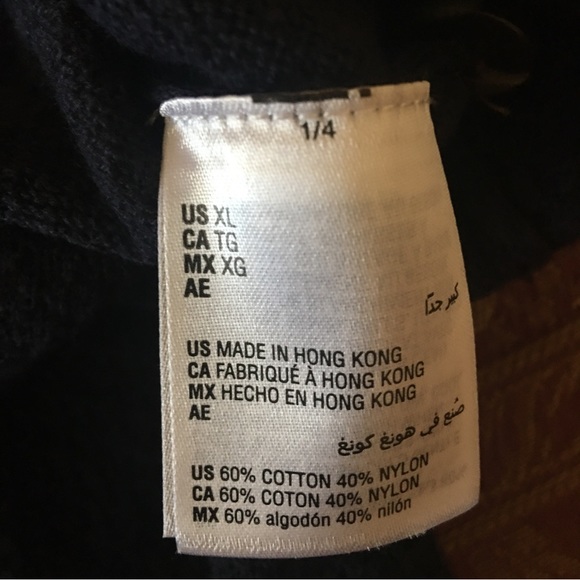 1/4
US XL
CA TG
MX XG
AE
كبير جدًا
US MADE IN HONG KONG
CA FABRIQUÉ À HONG KONG
MX HECHO EN HONG KONG
AE
صُنع في هونغ كونغ
US 60% COTTON 40% NYLON
CA 60% COTON 40% NYLON
MX 60% algodón 40% nilón